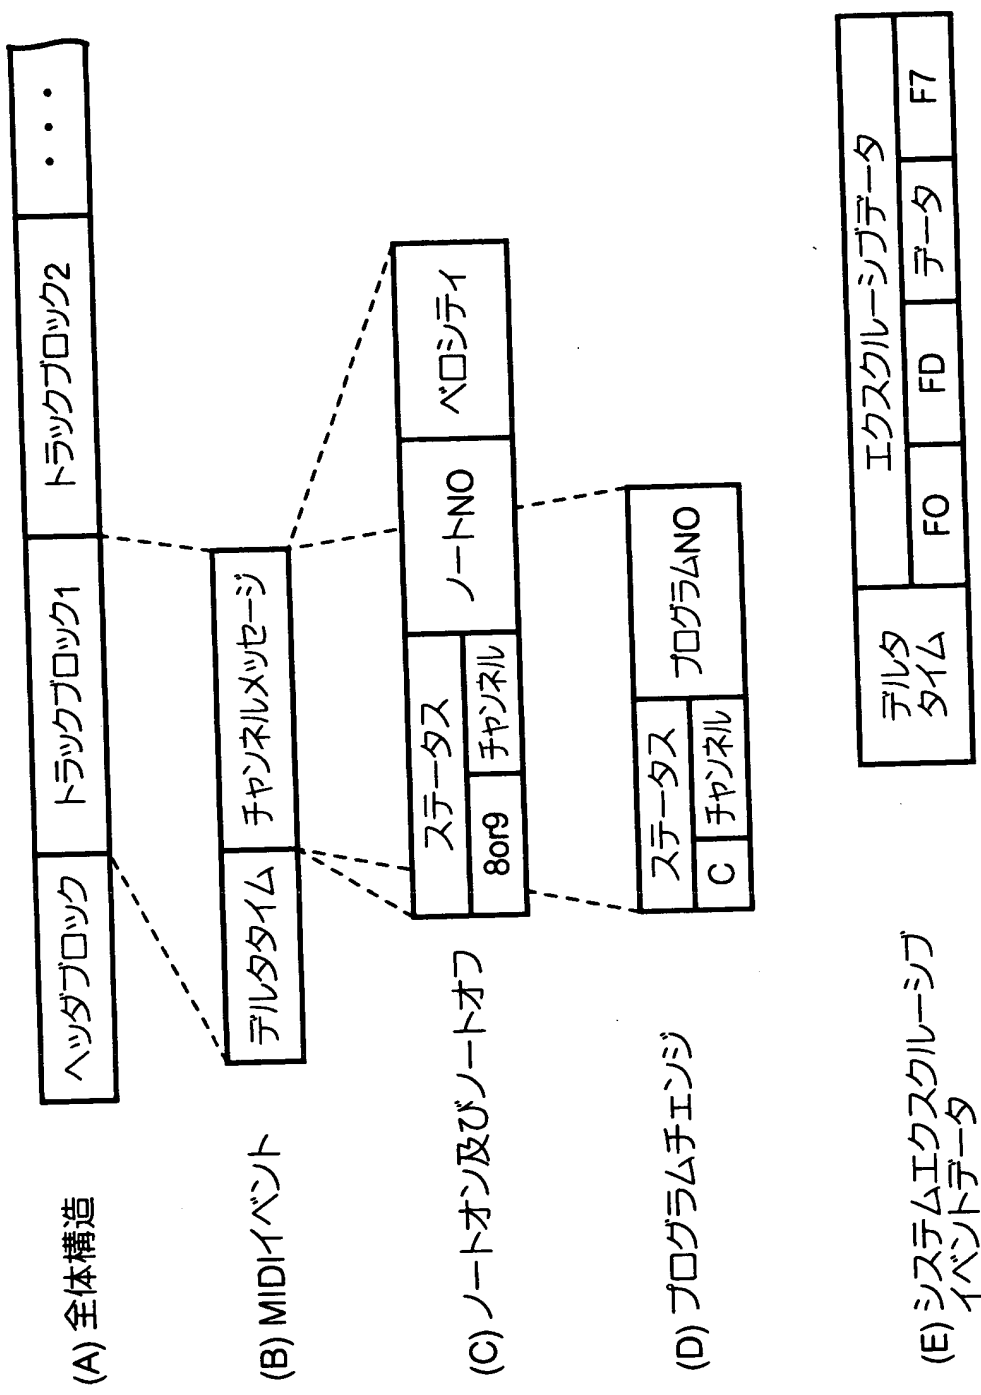 (A) 全体構造
ヘッダブロック
トラックブロック1
トラックブロック2
・・・
(B) MIDIイベント
デルタタイム
チャンネルメッセージ
(C) ノートオン及びノートオフ
ステータス
ノートNO
ベロシティ
8or9
チャンネル
(D) プログラムチェンジ
ステータス
プログラムNO
C
チャンネル
(E) システムエクスクルーシブ
イベントデータ
デルタ
タイム
エクスクルーシブデータ
FO
FD
データ
F7